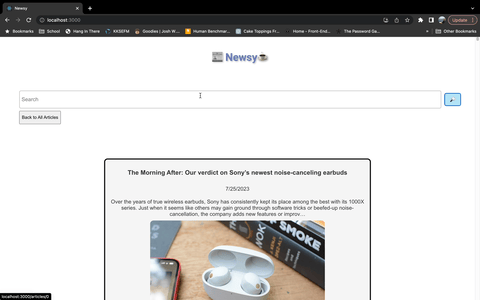 Newsy
localhost:3000
Update
Bookmarks School Hang in There KKSEFM Goodies | Josh W... Human Benchmar... Cake Toppings Fr... Home - Front-End... The Password Ga... Other Bookmarks
Newsy
Search
Back to All Articles
The Morning After: Our verdict on Sony's newest noise-canceling earbuds
7/25/2023
Over the years of true wireless earbuds, Sony has consistently kept its place among the best with its 1000X
series. Just when it seems like others may gain ground through software tricks or beefed-up noise-
cancellation, the company adds new features or improv…
localhost:3000/articles/0